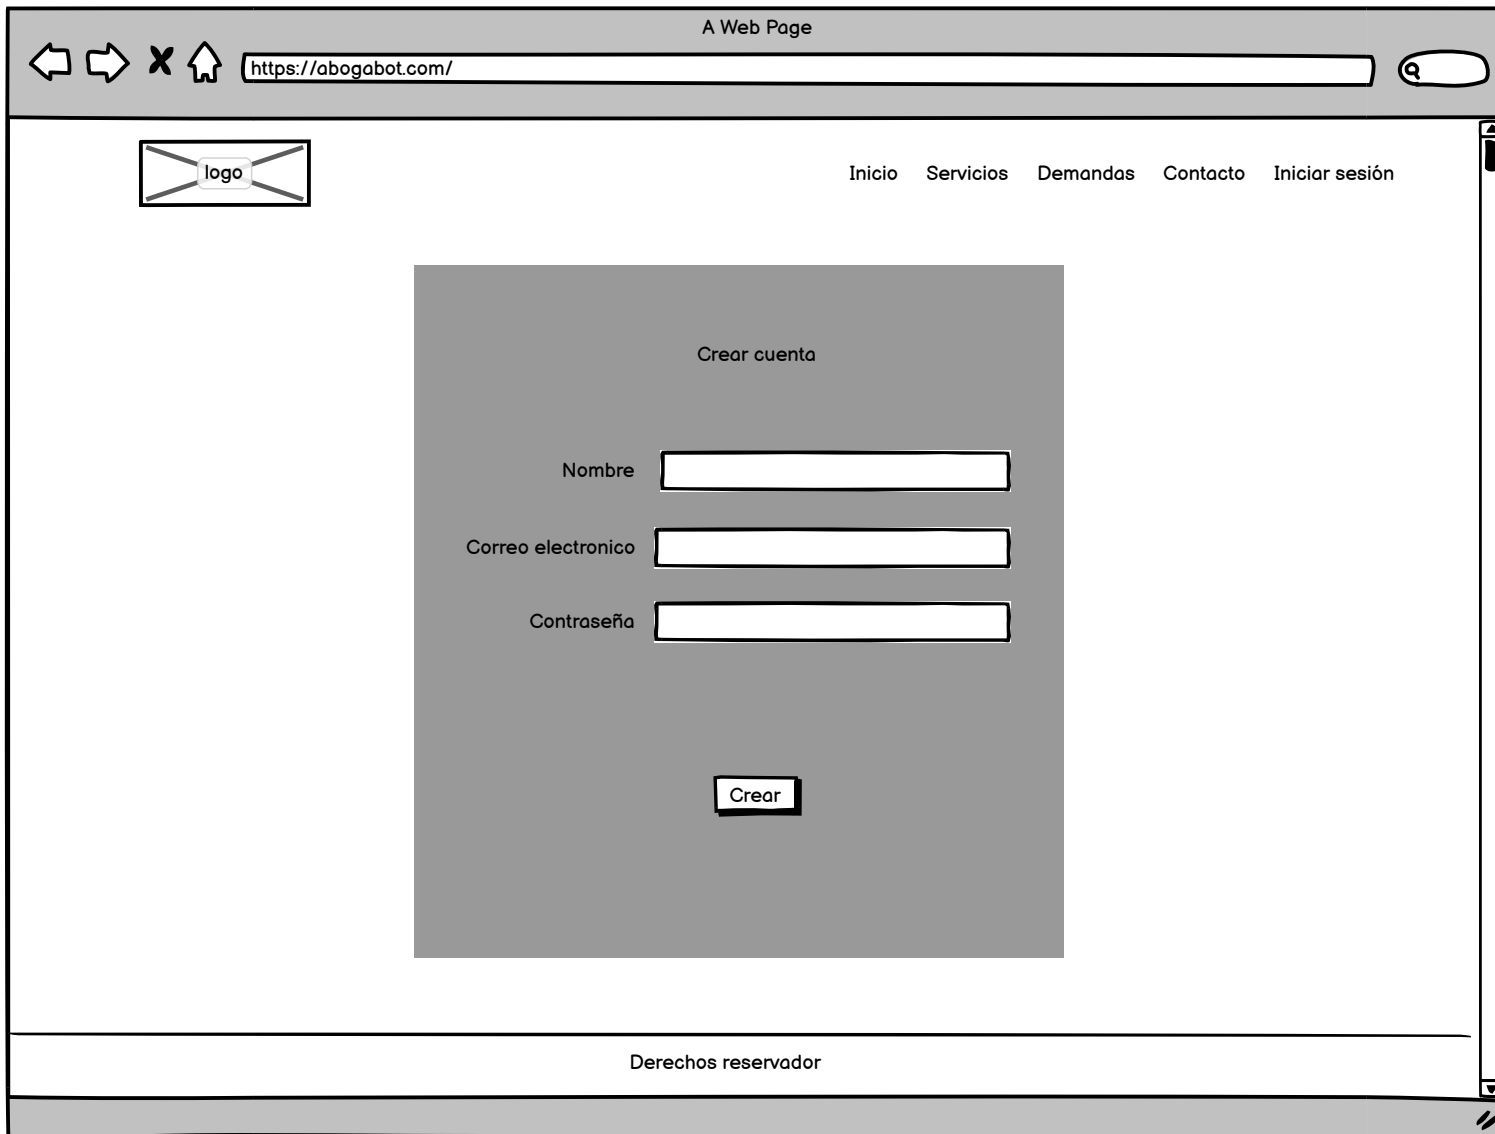 A Web Page
https://abogabot.com/
logo
Inicio Servicios Demandas Contacto Iniciar sesión
Crear cuenta
Nombre
Correo electronico
Contraseña
Crear
Derechos reservador